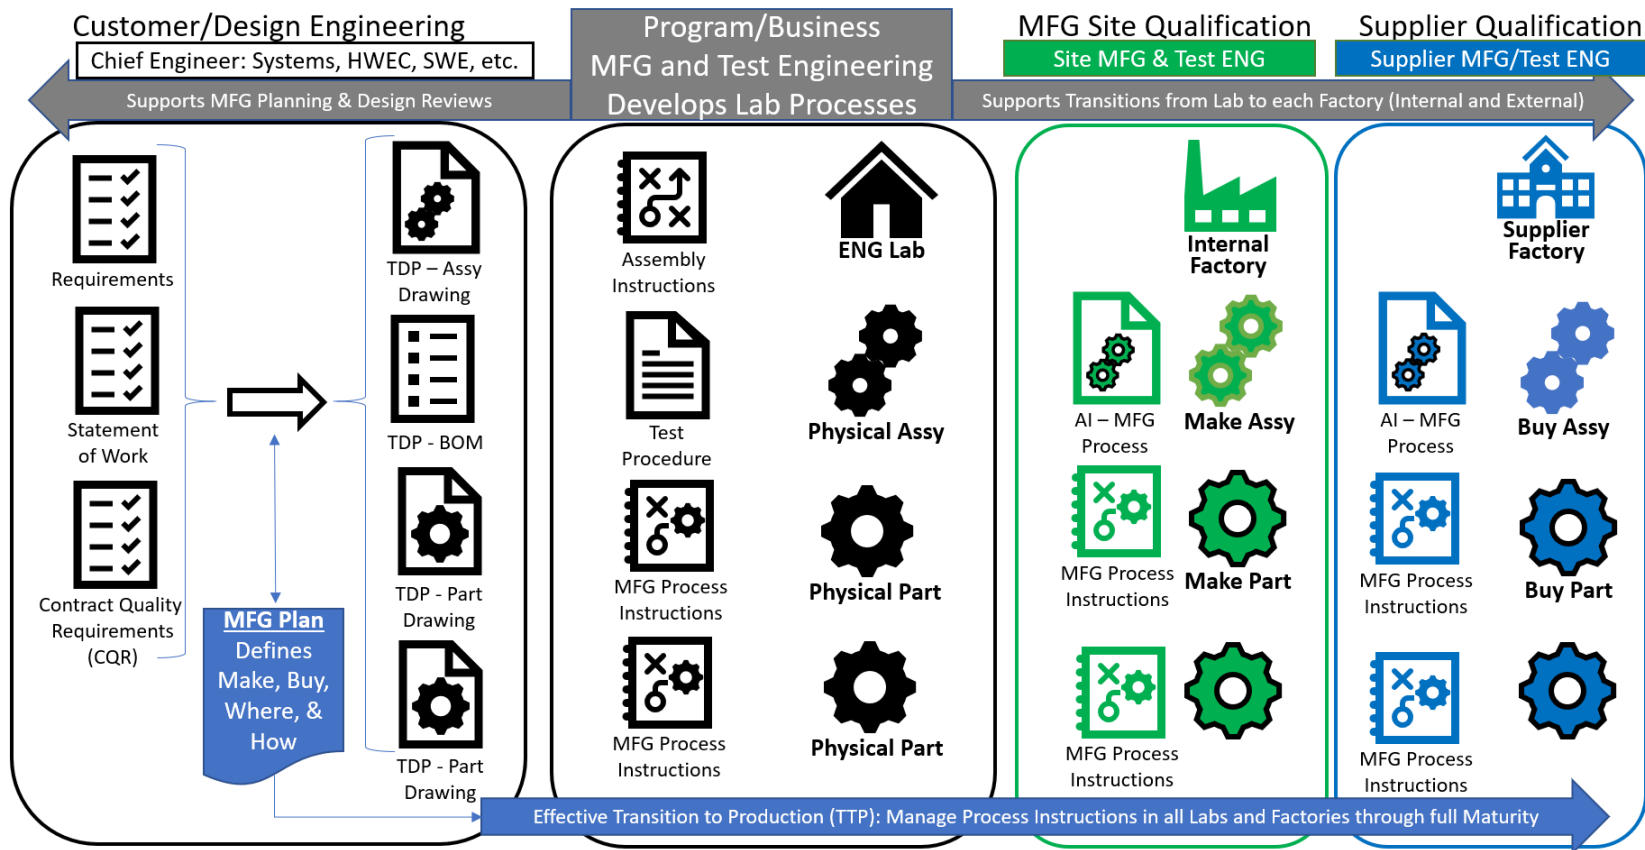 Customer/Design Engineering
Chief Engineer: Systems, HWEC, SWE, etc.
Supports MFG Planning & Design Reviews
Program/Business
MFG and Test Engineering
Develops Lab Processes
MFG Site Qualification
Site MFG & Test ENG
Supplier Qualification
Supplier MFG/Test ENG
Supports Transitions from Lab to each Factory (Internal and External)
Requirements
Statement
of Work
Contract Quality
Requirements
(CQR)
MFG Plan
Defines
Make, Buy,
Where, &
How
TDP – Assy
Drawing
TDP - BOM
TDP - Part
Drawing
TDP - Part
Drawing
Assembly
Instructions
Test
Procedure
MFG Process
Instructions
MFG Process
Instructions
ENG Lab
Physical Assy
Physical Part
Physical Part
Internal
Factory
AI – MFG
Process
Make Assy
MFG Process
Instructions
Make Part
MFG Process
Instructions
Supplier
Factory
AI – MFG
Process
Buy Assy
MFG Process
Instructions
Buy Part
MFG Process
Instructions
Effective Transition to Production (TTP): Manage Process Instructions in all Labs and Factories through full Maturity